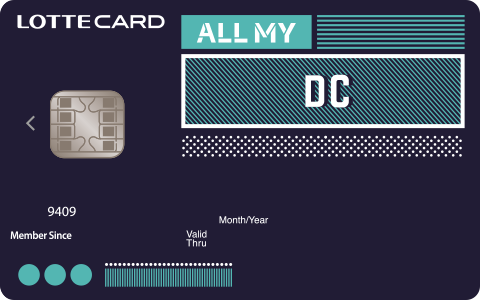 LOTTECARD
ALL MY
DC
9409
Month/Year
Member Since
Valid
Thru